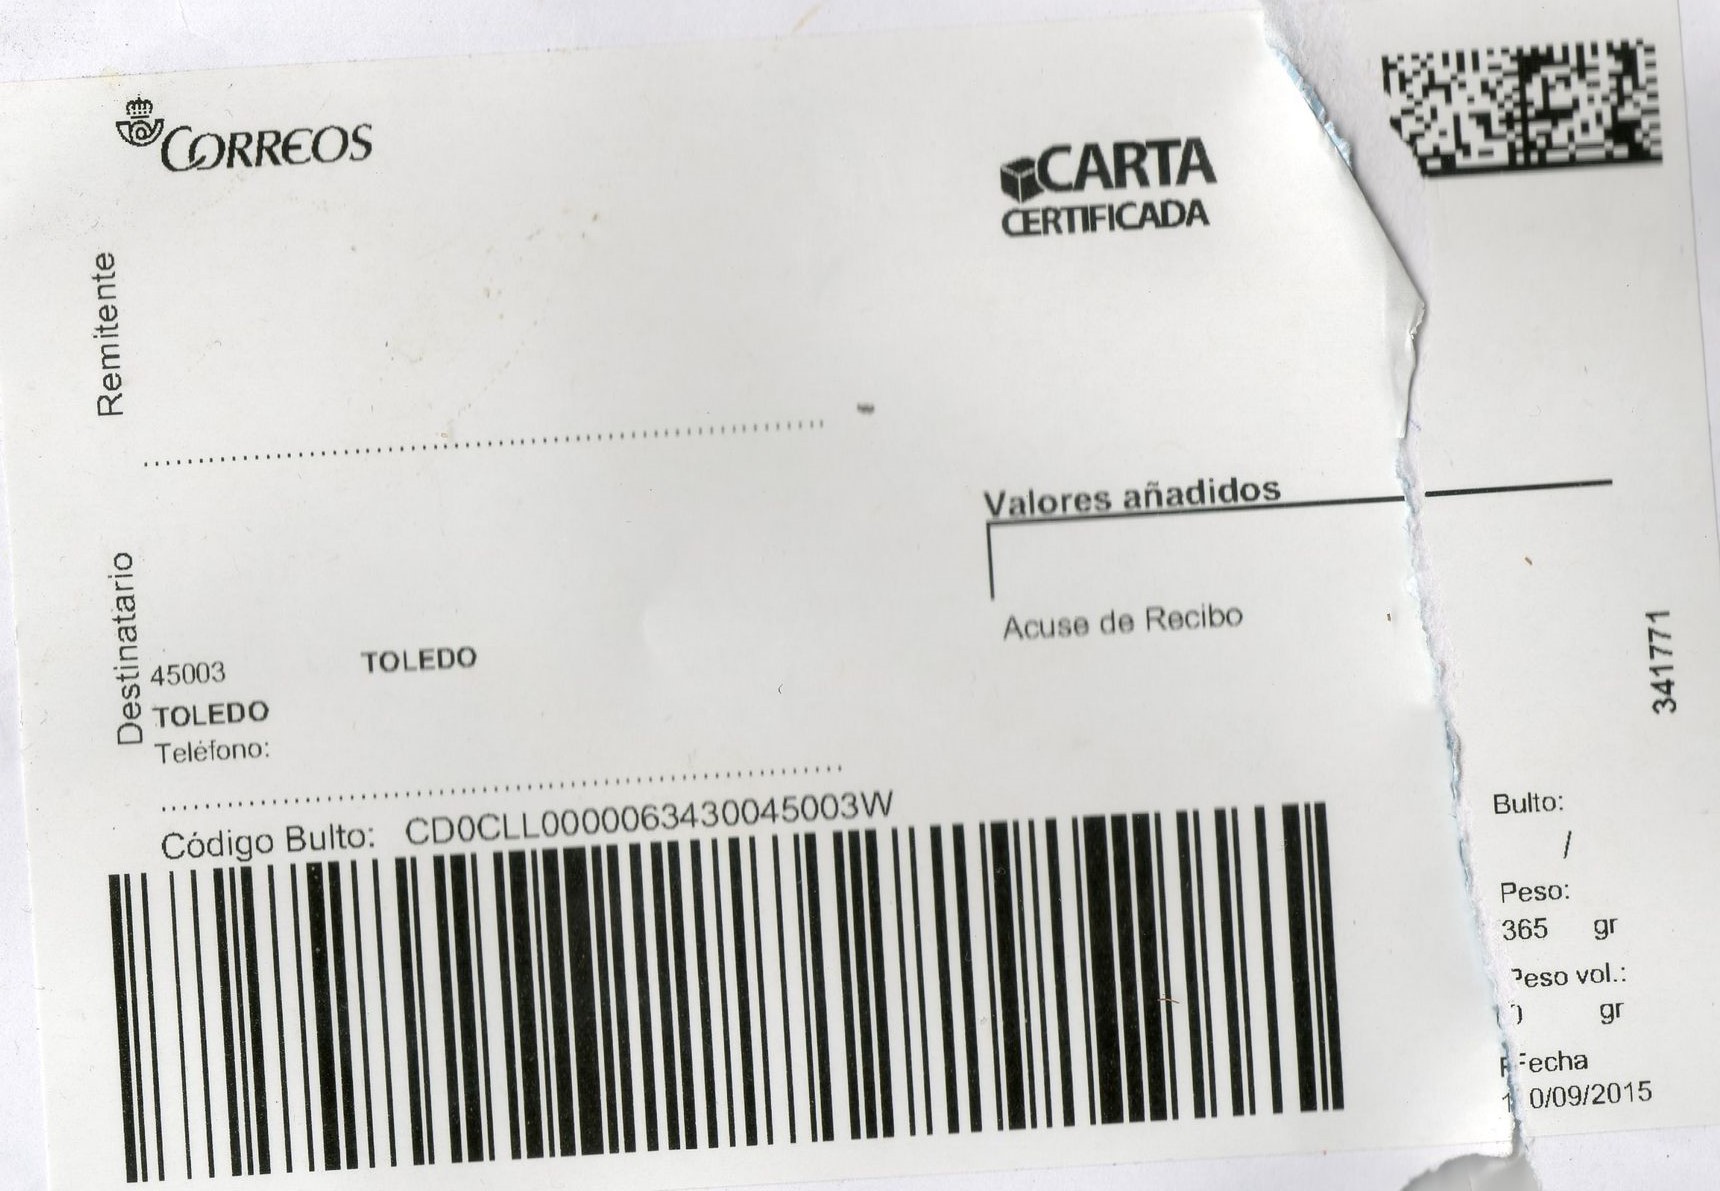 CORREOS
CARTA
CERTIFICADA
Remitente
Valores añadidos
Acuse de Recibo
Destinatario
45003 TOLEDO
TOLEDO
Teléfono:
341771
Código Bulto: CD0CLL0000063430045003W
Bulto:
/
Peso:
365 gr
Peso vol.:
0 gr
Fecha
10/09/2015